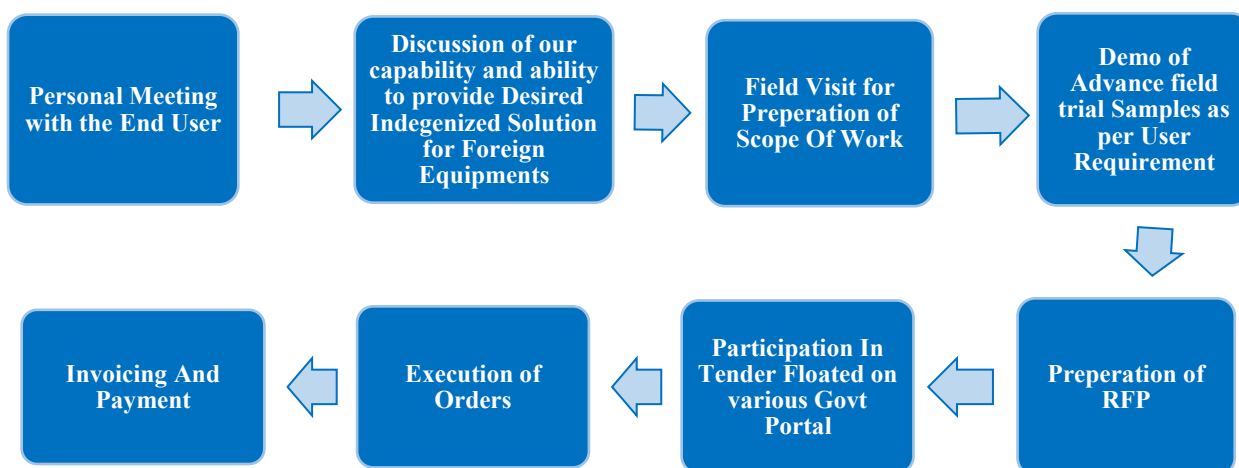 Personal Meeting
with the End User
Discussion of our
capability and ability
to provide Desired
Indegenized Solution
for Foreign
Equipments
Field Visit for
Preperation of
Scope Of Work
Demo of
Advance field
trial Samples as
per User
Requirement
Preperation of
RFP
Participation In
Tender Floated on
various Govt
Portal
Execution of
Orders
Invoicing And
Payment